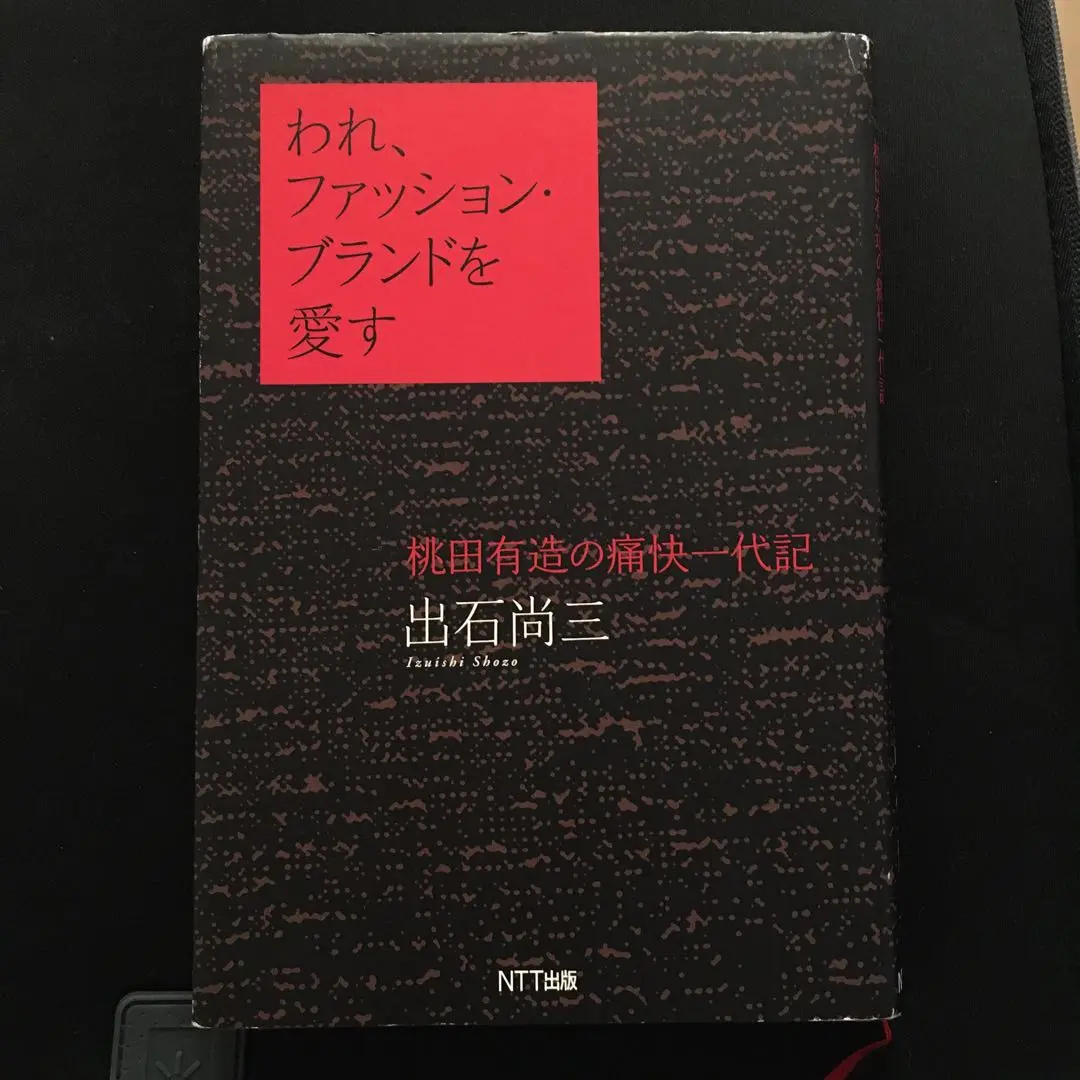 われ、
ファッション・
ブランドを
愛す
桃田有造の痛快一代記
出石尚三
Izuishi Shozo
NTT出版